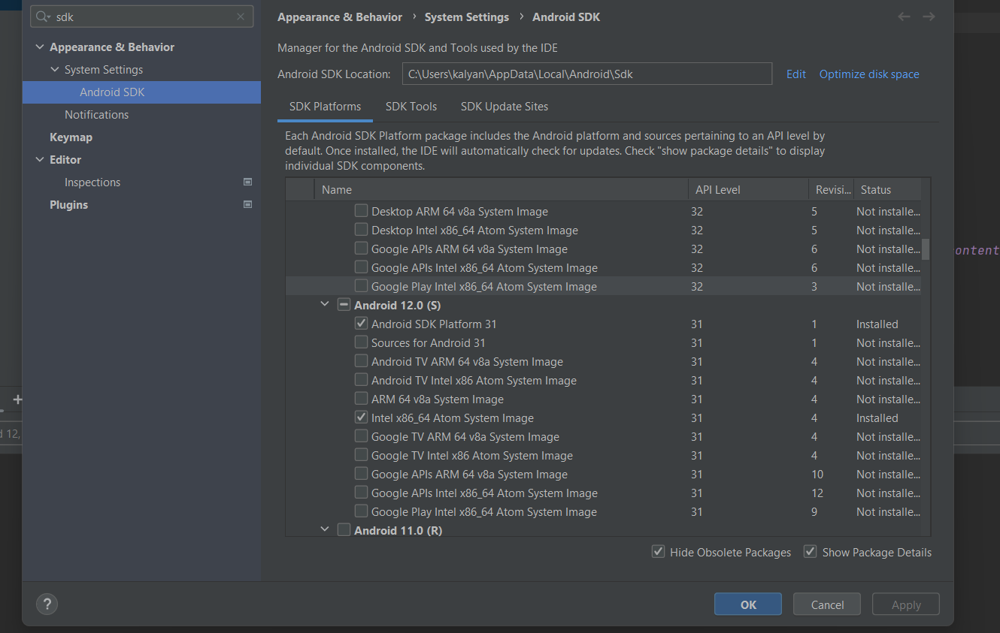 sdk
Appearance & Behavior
System Settings
Android SDK
Notifications
Keymap
Editor
Inspections
Plugins
Appearance & Behavior › System Settings › Android SDK
Manager for the Android SDK and Tools used by the IDE
Android SDK Location: C:\Users\kalyan\AppData\Local\Android\Sdk Edit Optimize disk space
SDK Platforms SDK Tools SDK Update Sites
Each Android SDK Platform package includes the Android platform and sources pertaining to an API level by
default. Once installed, the IDE will automatically check for updates. Check "show package details" to display
individual SDK components.
Name API Level Revisi... Status
Desktop ARM 64 v8a System Image 32 5 Not installe...
Desktop Intel x86_64 Atom System Image 32 5 Not installe...
Google APIs ARM 64 v8a System Image 32 6 Not installe...
Google APIs Intel x86_64 Atom System Image 32 6 Not installe...
Google Play Intel x86_64 Atom System Image 32 3 Not installe...
Android 12.0 (S)
Android SDK Platform 31 31 1 Installed
Sources for Android 31 31 1 Not installe...
Android TV ARM 64 v8a System Image 31 4 Not installe...
Android TV Intel x86 Atom System Image 31 4 Not installe...
ARM 64 v8a System Image 31 4 Not installe...
Intel x86_64 Atom System Image 31 4 Installed
Google TV ARM 64 v8a System Image 31 4 Not installe...
Google TV Intel x86 Atom System Image 31 4 Not installe...
Google APIs ARM 64 v8a System Image 31 10 Not installe...
Google APIs Intel x86_64 Atom System Image 31 12 Not installe...
Google Play Intel x86_64 Atom System Image 31 9 Not installe...
Android 11.0 (R)
Hide Obsolete Packages Show Package Details
? OK Cancel Apply
ontent
d 12,